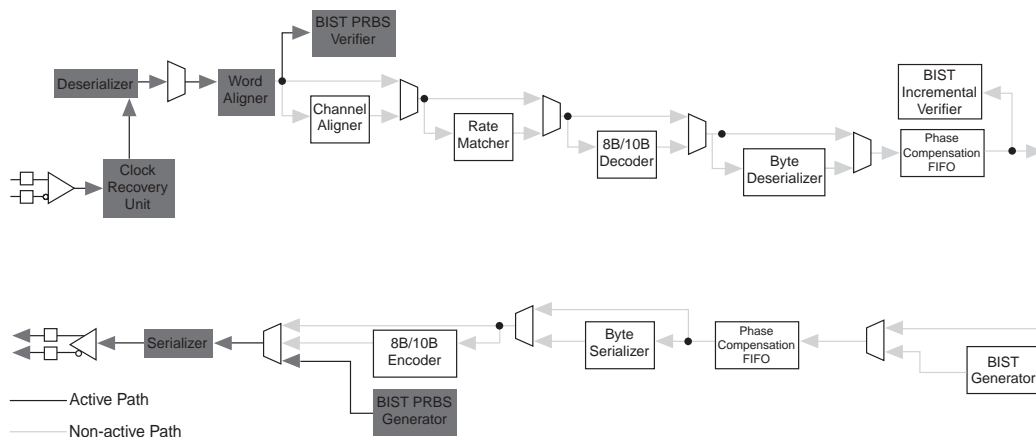 BIST PRBS
Verifier
Deserializer
Word
Aligner
Channel
Aligner
Rate
Matcher
8B/10B
Decoder
Byte
Deserializer
BIST
Incremental
Verifier
Phase
Compensation
FIFO
Clock
Recovery
Unit
Serializer
8B/10B
Encoder
BIST PRBS
Generator
Byte
Serializer
Phase
Compensation
FIFO
BIST
Generator
Active Path
Non-active Path